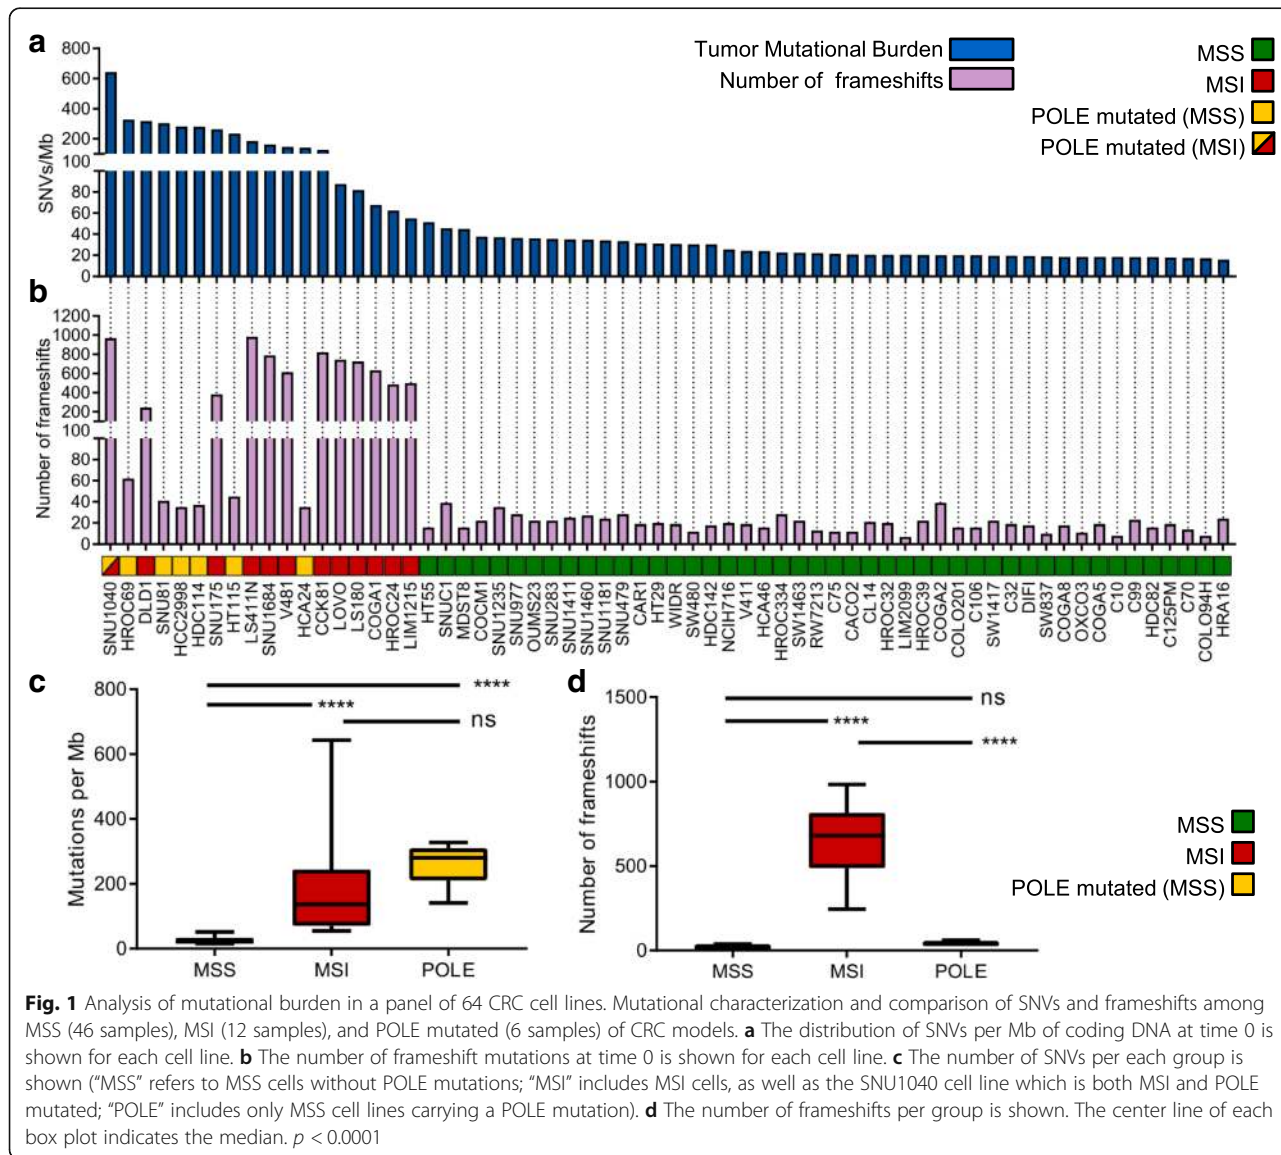 a
800
600
400
200
100
80
60
40
20
0
SNVs/Mb
Tumor Mutational Burden
Number of frameshifts
MSS
MSI
POLE mutated (MSS)
POLE mutated (MSI)
b
1200
1000
800
600
400
200
100
80
60
40
20
0
Number of frameshifts
SNU1040
HROC69
DLD1
SNU81
HCC2998
HDC114
SNU175
HT115
LS411N
SNU1684
V481
HCA24
CCK81
LOVO
LS180
COGA1
HROC24
LIM1215
HT55
SNUC1
MDST8
COCM1
SNU1235
SNU977
OUMS23
SNU283
SNU1411
SNU1460
SNU1181
SNU479
CAR1
HT29
WIDR
SW480
HDC142
NCIH716
V411
HCA46
HROC334
SW1463
RW7213
C75
CACO2
CL14
HROC32
LIM2099
HROC39
COGA2
COLO201
C106
SW1417
C32
DIFI
SW837
COGA8
OXCO3
COGA5
C10
C99
HDC82
C125PM
C70
COLO94H
HRA16
c
800
600
400
200
0
Mutations per Mb
****
****
ns
MSS
MSI
POLE
d
1500
1000
500
0
Number of frameshifts
ns
****
****
MSS
MSI
POLE
MSS
MSI
POLE mutated (MSS)
Fig. 1 Analysis of mutational burden in a panel of 64 CRC cell lines. Mutational characterization and comparison of SNVs and frameshifts among
MSS (46 samples), MSI (12 samples), and POLE mutated (6 samples) of CRC models. a The distribution of SNVs per Mb of coding DNA at time 0 is
shown for each cell line. b The number of frameshift mutations at time 0 is shown for each cell line. c The number of SNVs per each group is
shown (“MSS” refers to MSS cells without POLE mutations; “MSI” includes MSI cells, as well as the SNU1040 cell line which is both MSI and POLE
mutated; “POLE” includes only MSS cell lines carrying a POLE mutation). d The number of frameshifts per group is shown. The center line of each
box plot indicates the median. p < 0.0001